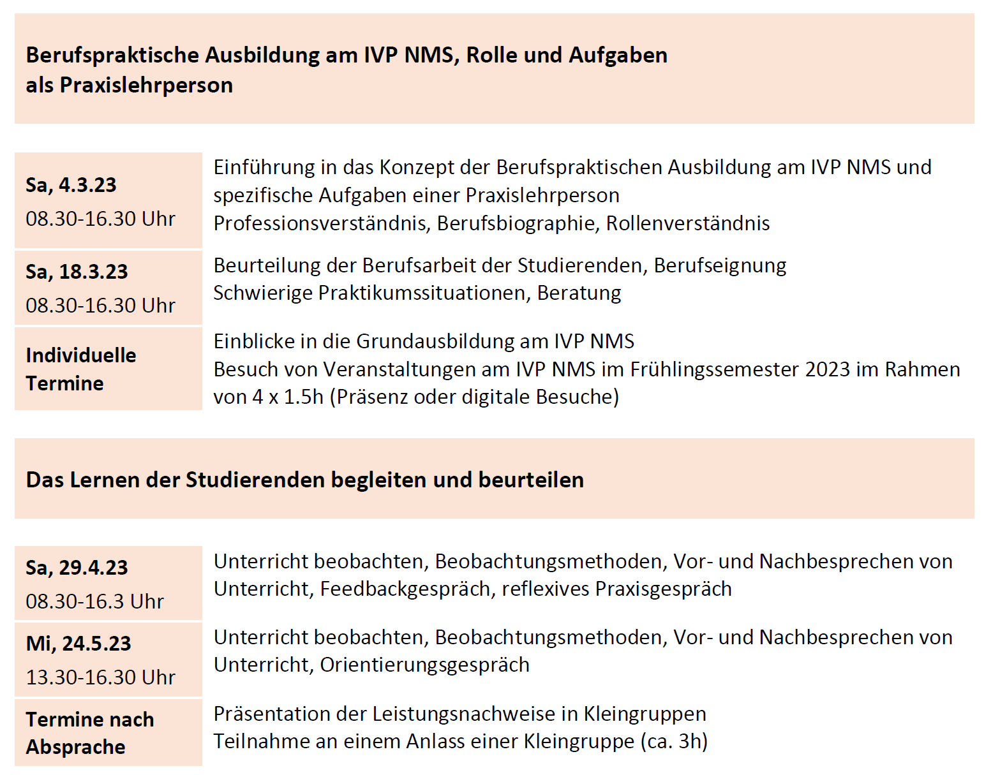 Berufspraktische Ausbildung am IVP NMS, Rolle und Aufgaben
als Praxislehrperson
Sa, 4.3.23
08.30-16.30 Uhr
Einführung in das Konzept der Berufspraktischen Ausbildung am IVP NMS und
spezifische Aufgaben einer Praxislehrperson
Professionsverständnis, Berufsbiographie, Rollenverständnis
Sa, 18.3.23
08.30-16.30 Uhr
Beurteilung der Berufsarbeit der Studierenden, Berufseignung
Schwierige Praktikumssituationen, Beratung
Individuelle
Termine
Einblicke in die Grundausbildung am IVP NMS
Besuch von Veranstaltungen am IVP NMS im Frühlingssemester 2023 im Rahmen
von 4 x 1.5h (Präsenz oder digitale Besuche)
Das Lernen der Studierenden begleiten und beurteilen
Sa, 29.4.23
08.30-16.3 Uhr
Unterricht beobachten, Beobachtungsmethoden, Vor- und Nachbesprechen von
Unterricht, Feedbackgespräch, reflexives Praxisgespräch
Mi, 24.5.23
13.30-16.30 Uhr
Unterricht beobachten, Beobachtungsmethoden, Vor- und Nachbesprechen von
Unterricht, Orientierungsgespräch
Termine nach
Absprache
Präsentation der Leistungsnachweise in Kleingruppen
Teilnahme an einem Anlass einer Kleingruppe (ca. 3h)